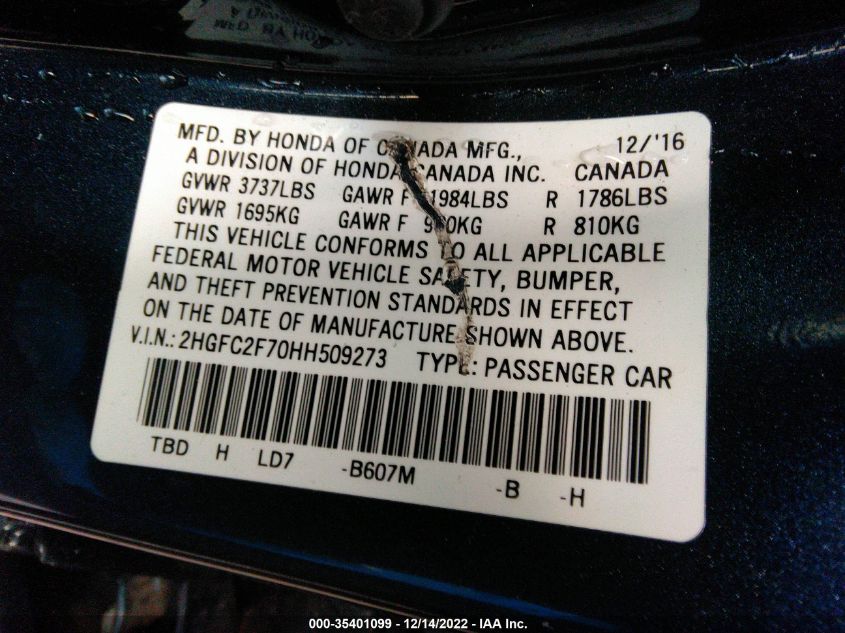 MFD. BY HONDA OF CANADA MFG., 12/'16
A DIVISION OF HONDA CANADA INC. CANADA
GVWR 3737LBS GAWR F 1984LBS R 1786LBS
GVWR 1695KG GAWR F KG R 810KG
THIS VEHICLE CONFORMS TO ALL APPLICABLE
FEDERAL MOTOR VEHICLE SAFETY, BUMPER,
AND THEFT PREVENTION STANDARDS IN EFFECT
ON THE DATE OF MANUFACTURE SHOWN ABOVE.
V.I.N.: 2HGFC2F70HH509273 TYPE: PASSENGER CAR
TBD H LD7 -B607M -B -H
000-35401099 - 12/14/2022 - IAA Inc.